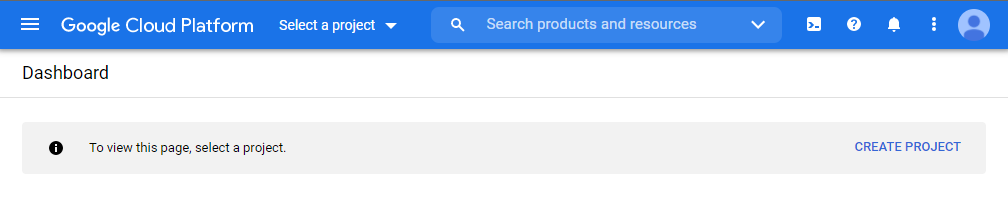 Google Cloud Platform Select a project Search products and resources
Dashboard
To view this page, select a project. CREATE PROJECT